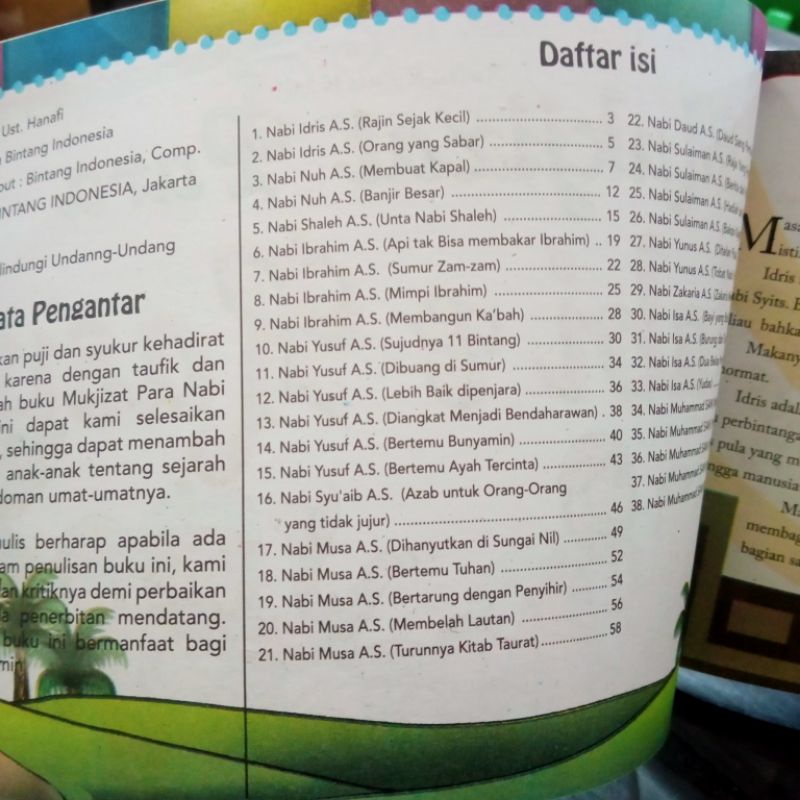 Ust. Hanafi
Bintang Indonesia
: Bintang Indonesia, Comp.
INTANG INDONESIA, Jakarta
lindungi Undanng-Undang
ata Pengantar
kan puji dan syukur kehadirat
karena dengan taufik dan
ah buku Mukjizat Para Nabi
ini dapat kami selesaikan
, sehingga dapat menambah
anak-anak tentang sejarah
doman umat-umatnya.
ulis berharap apabila ada
am penulisan buku ini, kami
dan kritiknya demi perbaikan
a penerbitan mendatang.
buku ini bermanfaat bagi
min
Daftar isi
1. Nabi Idris A.S. (Rajin Sejak Kecil) ........ 3
2. Nabi Idris A.S. (Orang yang Sabar) ........ 5
3. Nabi Nuh A.S. (Membuat Kapal) ........ 7
4. Nabi Nuh A.S. (Banjir Besar) ........ 12
5. Nabi Shaleh A.S. (Unta Nabi Shaleh) ........ 15
6. Nabi Ibrahim A.S. (Api tak Bisa membakar Ibrahim) .. 19
7. Nabi Ibrahim A.S. (Sumur Zam-zam) ........ 22
8. Nabi Ibrahim A.S. (Mimpi Ibrahim) ........ 25
9. Nabi Ibrahim A.S. (Membangun Ka'bah) ........ 28
10. Nabi Yusuf A.S. (Sujudnya 11 Bintang) ........ 30
11. Nabi Yusuf A.S. (Dibuang di Sumur) ........ 34
12. Nabi Yusuf A.S. (Lebih Baik dipenjara) ........ 36
13. Nabi Yusuf A.S. (Diangkat Menjadi Bendaharawan) . 38
14. Nabi Yusuf A.S. (Bertemu Bunyamin) ........ 40
15. Nabi Yusuf A.S. (Bertemu Ayah Tercinta) ........ 43
16. Nabi Syu'aib A.S. (Azab untuk Orang-Orang
yang tidak jujur) ........ 46
17. Nabi Musa A.S. (Dihanyutkan di Sungai Nil) ........ 49
18. Nabi Musa A.S. (Bertemu Tuhan) ........ 52
19. Nabi Musa A.S. (Bertarung dengan Penyihir) ........ 54
20. Nabi Musa A.S. (Membelah Lautan) ........ 56
21. Nabi Musa A.S. (Turunnya Kitab Taurat) ........ 58
22. Nabi Daud A.S. (Daud
23. Nabi Sulaiman A.S.
24. Nabi Sulaiman A.S.
25. Nabi Sulaiman A.S.
26. Nabi Sulaiman A.S.
27. Nabi Yunus A.S.
28. Nabi Yunus A.S.
29. Nabi Zakaria A.S.
30. Nabi Isa A.S.
31. Nabi Isa A.S.
32. Nabi Isa A.S.
33. Nabi Isa A.S.
34. Nabi Muhammad
35. Nabi Muhammad
36. Nabi Muhammad
37. Nabi Muhammad
38. Nabi Muhammad
Masa
Misti
Idris
bi Syits.
liau bahka
Makany
hormat.
Idris adal
perbintanga
pula yang m
ngga manusia
Ma
membag
bagian sa